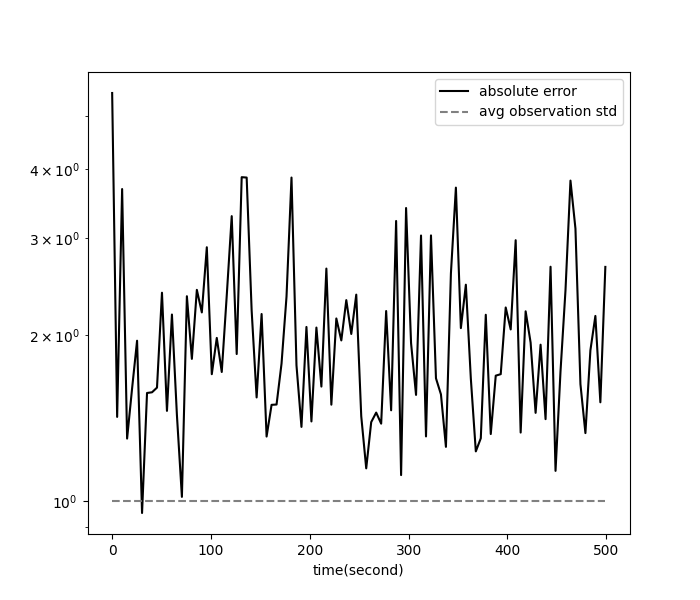 absolute error
avg observation std
4 × 10⁰
3 × 10⁰
2 × 10⁰
10⁰
0 100 200 300 400 500
time(second)